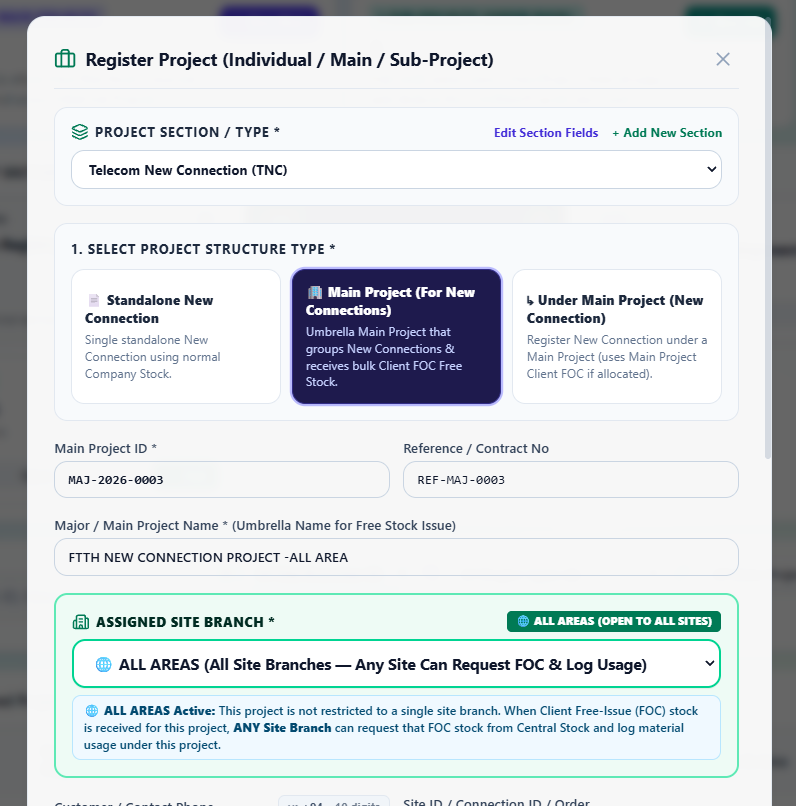 Register Project (Individual / Main / Sub-Project)
PROJECT SECTION / TYPE *
Edit Section Fields
+ Add New Section
Telecom New Connection (TNC)
1. SELECT PROJECT STRUCTURE TYPE *
Standalone New
Connection
Single standalone New
Connection using normal
Company Stock.
Main Project (For New
Connections)
Umbrella Main Project that
groups New Connections &
receives bulk Client FOC Free
Stock.
↳ Under Main Project (New
Connection)
Register New Connection under a
Main Project (uses Main Project
Client FOC if allocated).
Main Project ID *
Reference / Contract No
MAJ-2026-0003
REF-MAJ-0003
Major / Main Project Name * (Umbrella Name for Free Stock Issue)
FTTH NEW CONNECTION PROJECT -ALL AREA
ASSIGNED SITE BRANCH *
ALL AREAS (OPEN TO ALL SITES)
ALL AREAS (All Site Branches — Any Site Can Request FOC & Log Usage)
ALL AREAS Active: This project is not restricted to a single site branch. When Client Free-Issue (FOC) stock
is received for this project, ANY Site Branch can request that FOC stock from Central Stock and log material
usage under this project.
Customer / Contact Phone
Site ID / Connection ID / Order